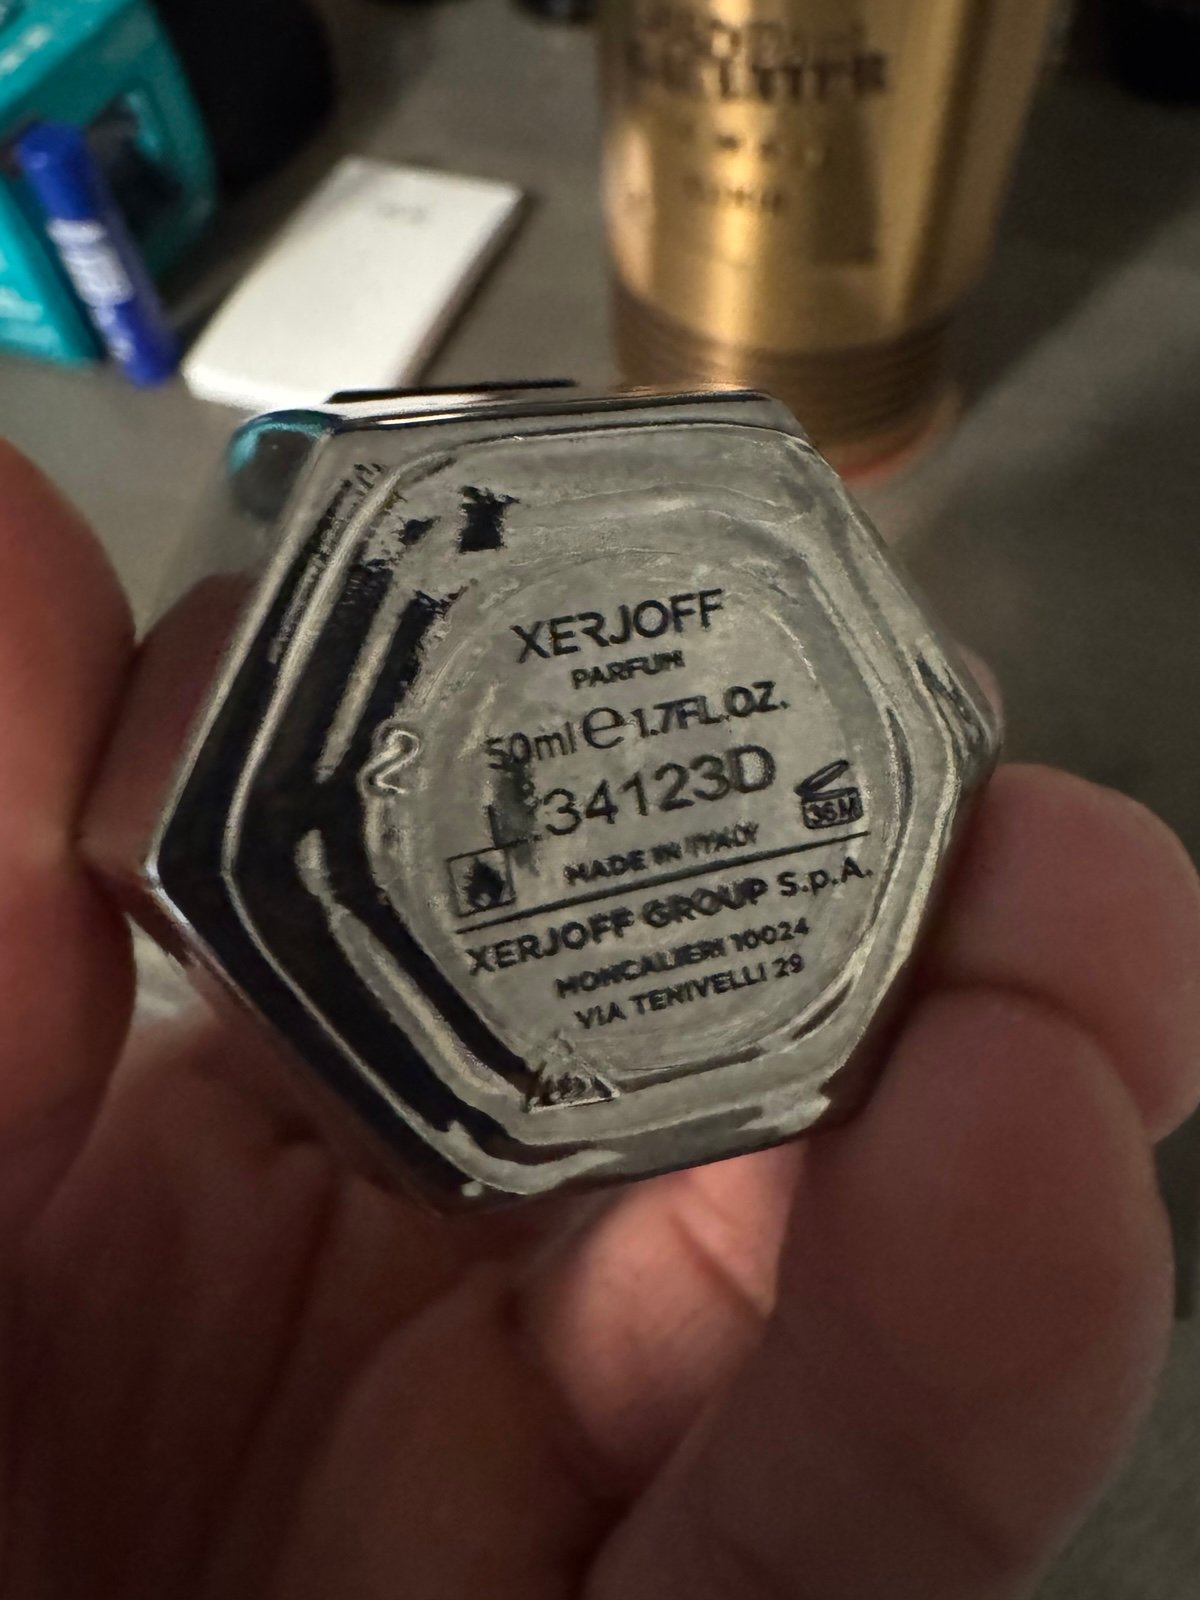 XERJOFF
PARFUM
50ml e 1.7FL.OZ.
34123D
36M
MADE IN ITALY
XERJOFF GROUP S.p.A.
MONCALIERI 10024
VIA TENIVELLI 29
2